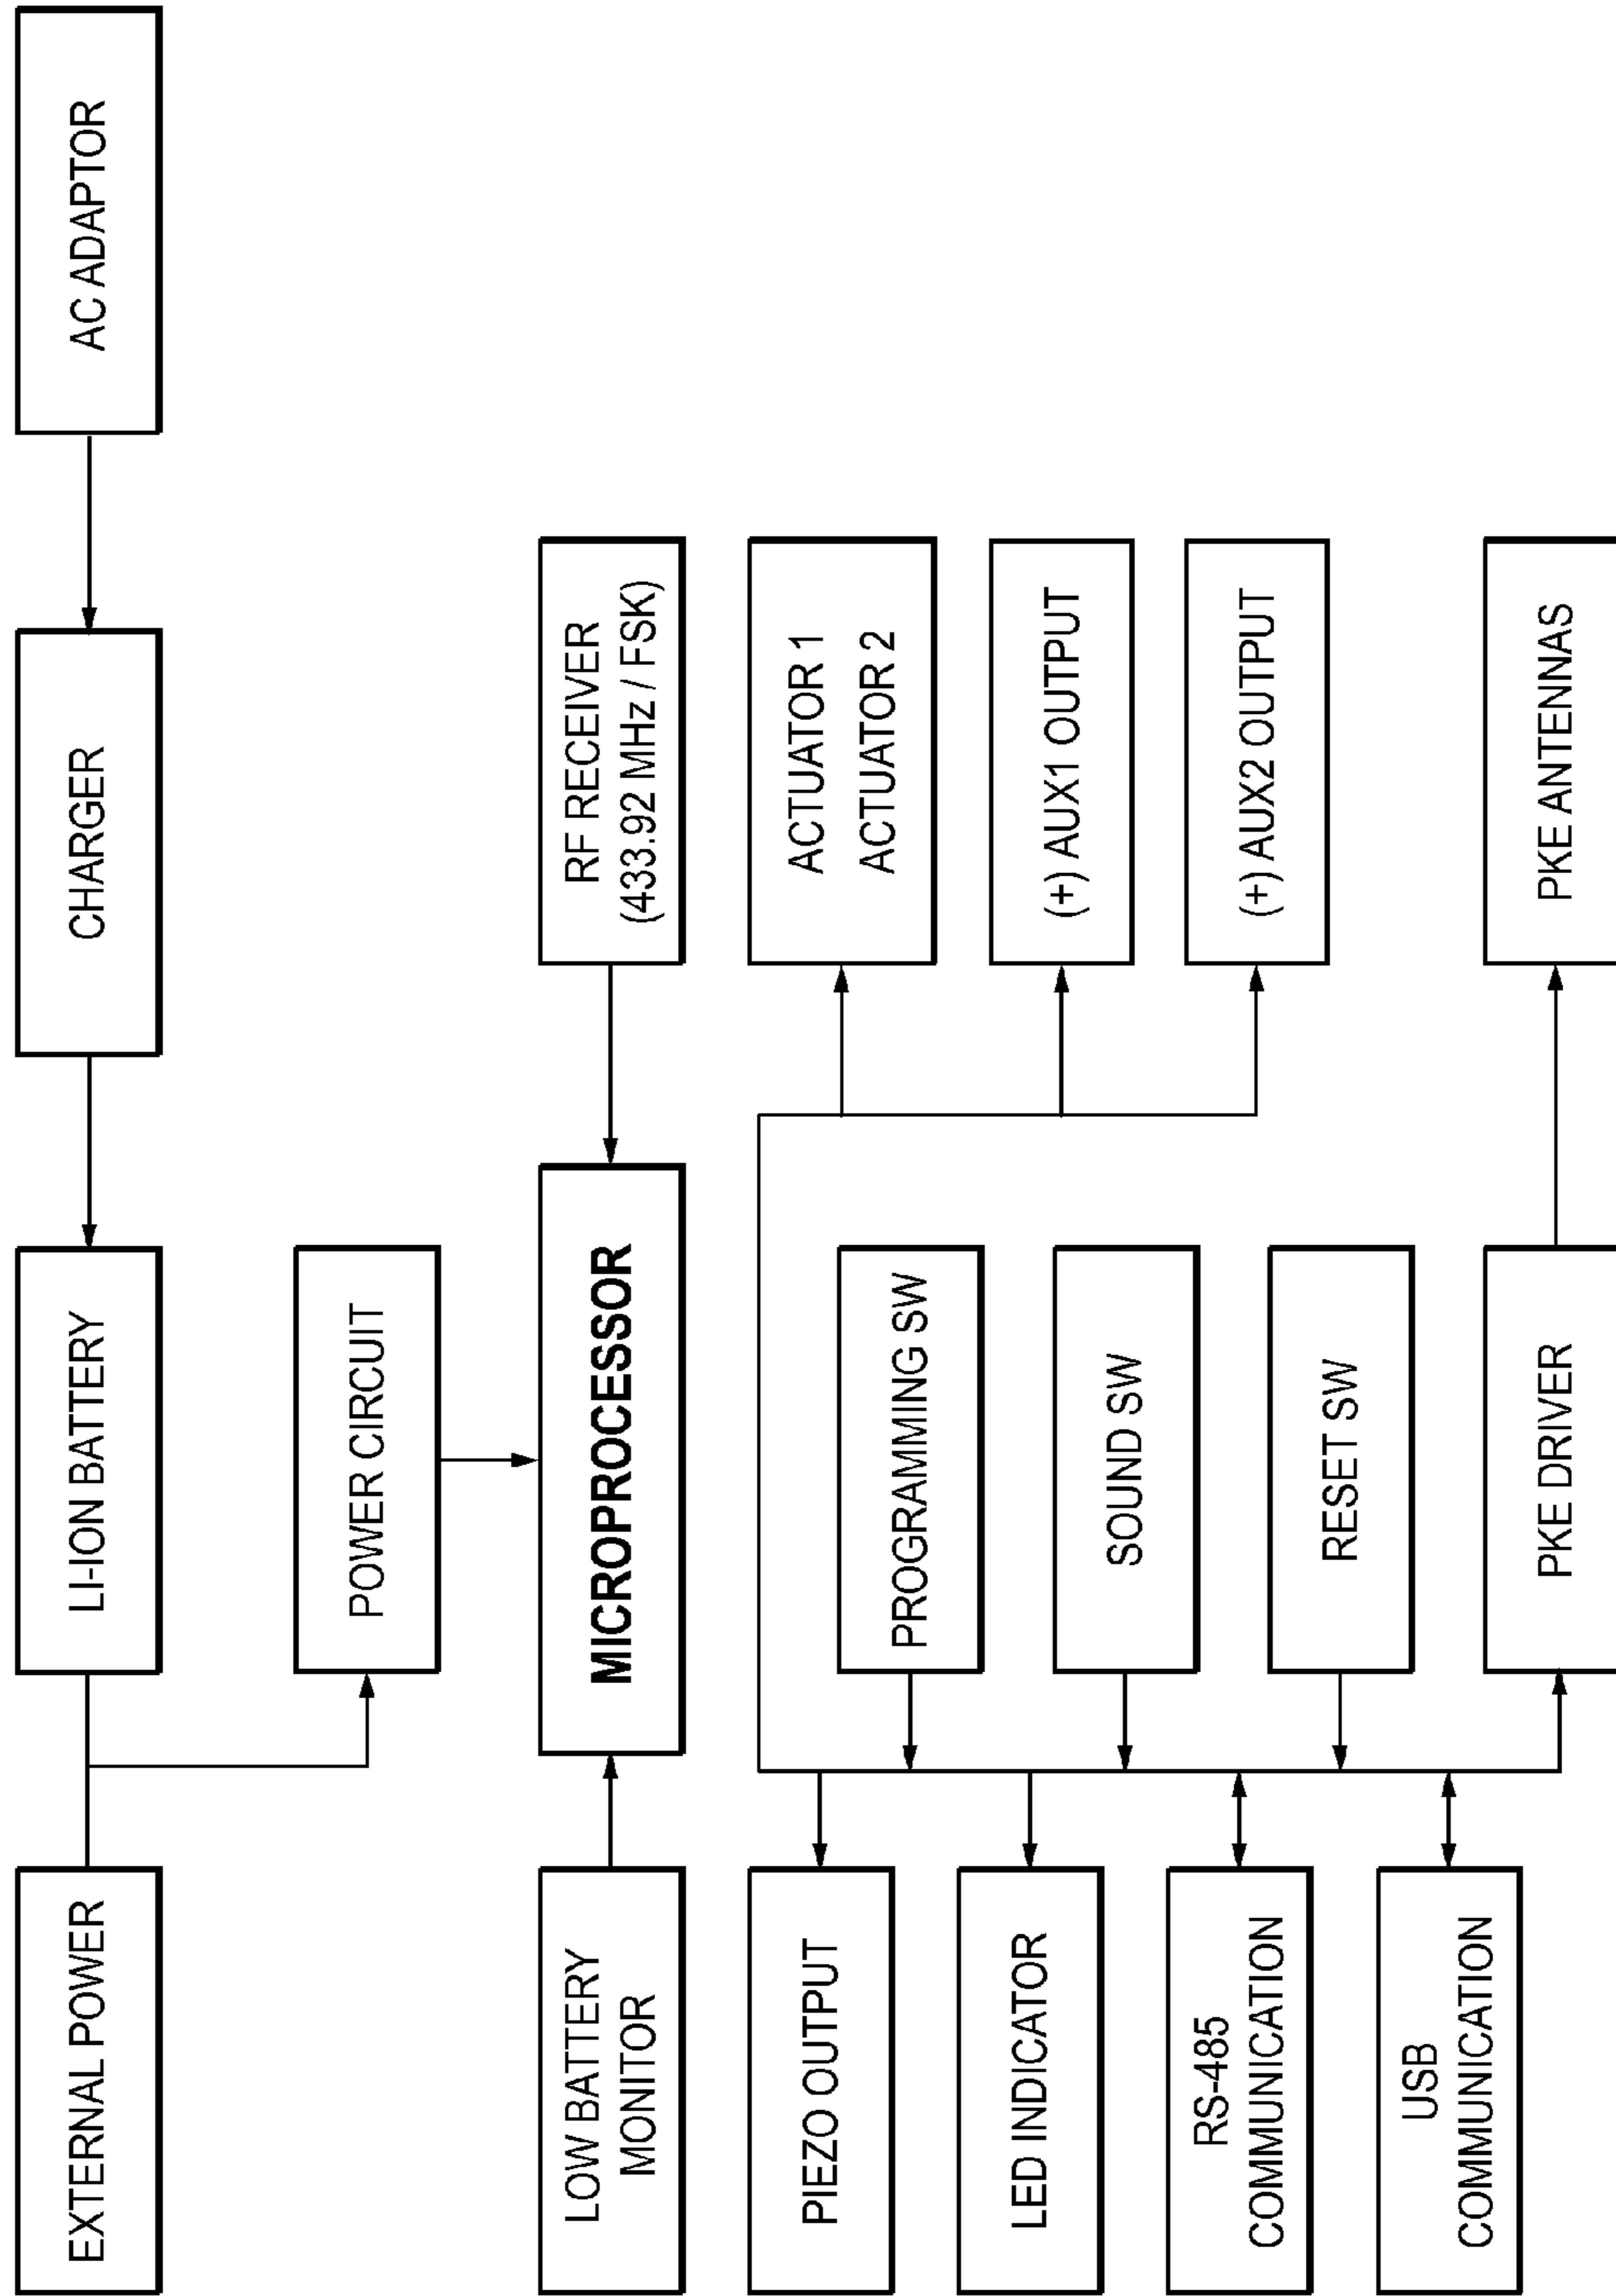 EXTERNAL POWER
LI-ION BATTERY
CHARGER
AC ADAPTOR
POWER CIRCUIT
LOW BATTERY
MONITOR
MICROPROCESSOR
RF RECEIVER
(433.92 MHz / FSK)
PIEZO OUTPUT
PROGRAMMING SW
ACTUATOR 1
ACTUATOR 2
LED INDICATOR
SOUND SW
(+) AUX1 OUTPUT
RS-485
COMMUNICATION
RESET SW
(+) AUX2 OUTPUT
USB
COMMUNICATION
PKE DRIVER
PKE ANTENNAS